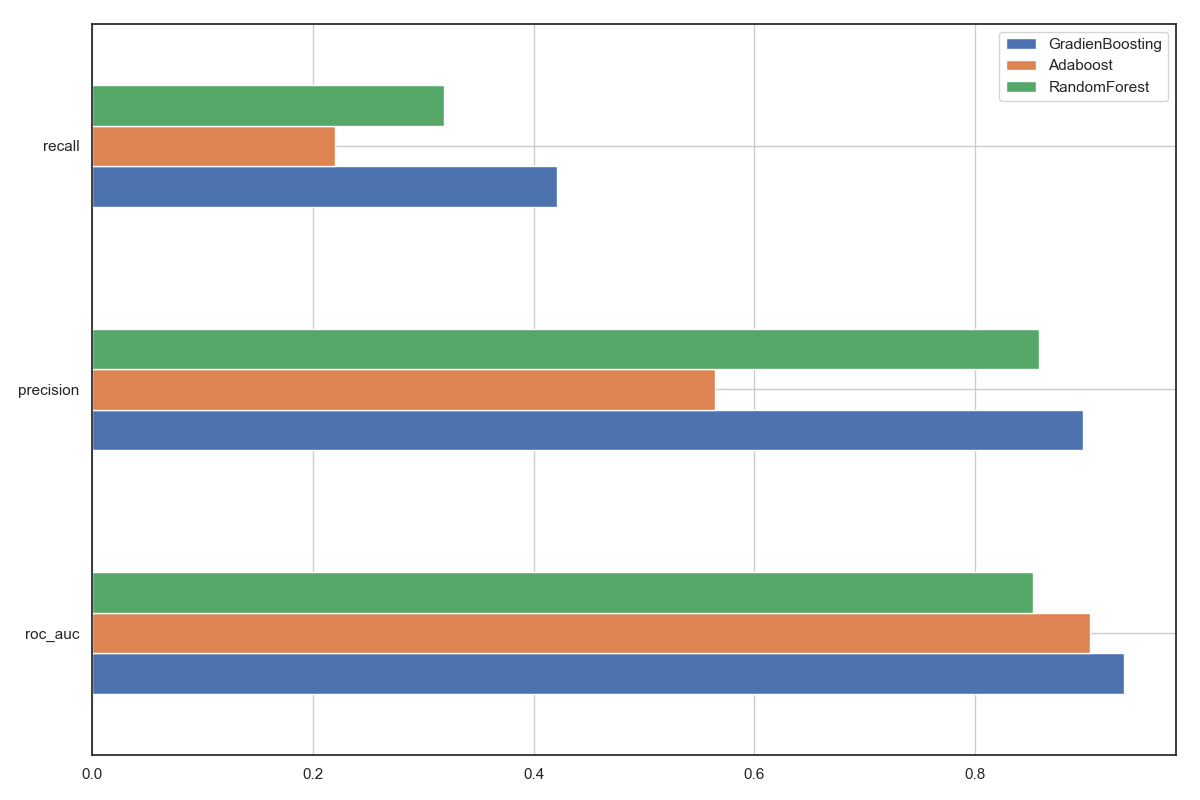 GradienBoosting
Adaboost
RandomForest
recall
precision
roc_auc
0.0
0.2
0.4
0.6
0.8